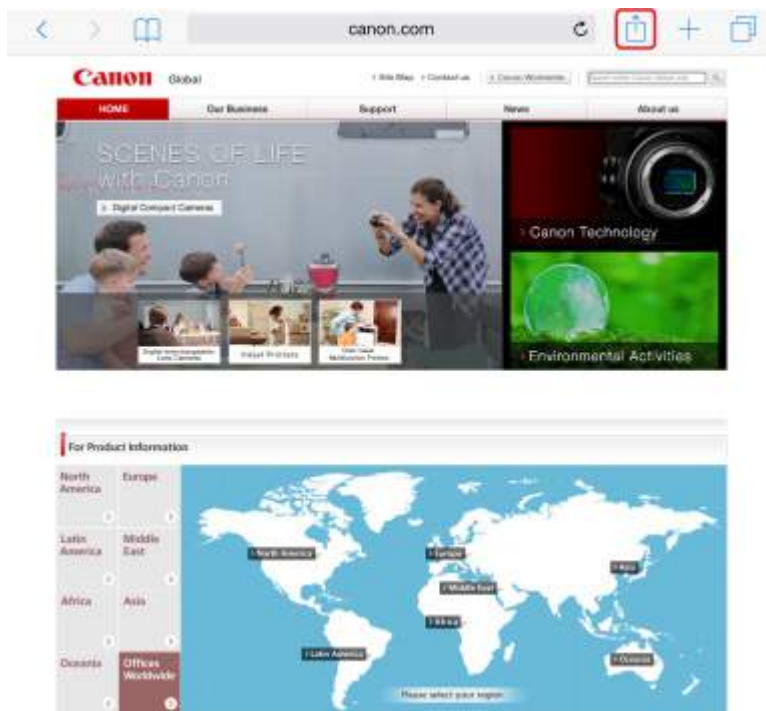 canon.com
Canon Global
Site Map Contact us Canon Worldwide
HOME Our Business Support News About us
SCENES OF LIFE
with Canon
Digital Compact Cameras
Canon Technology
Inkjet Printers
Environmental Activities
For Product Information
North
America
Europe
Latin
America
Middle
East
Africa
Asia
Oceania
Offices
Worldwide
North America
Europe
Asia
Middle East
Africa
Latin America
Oceania
Please select your region